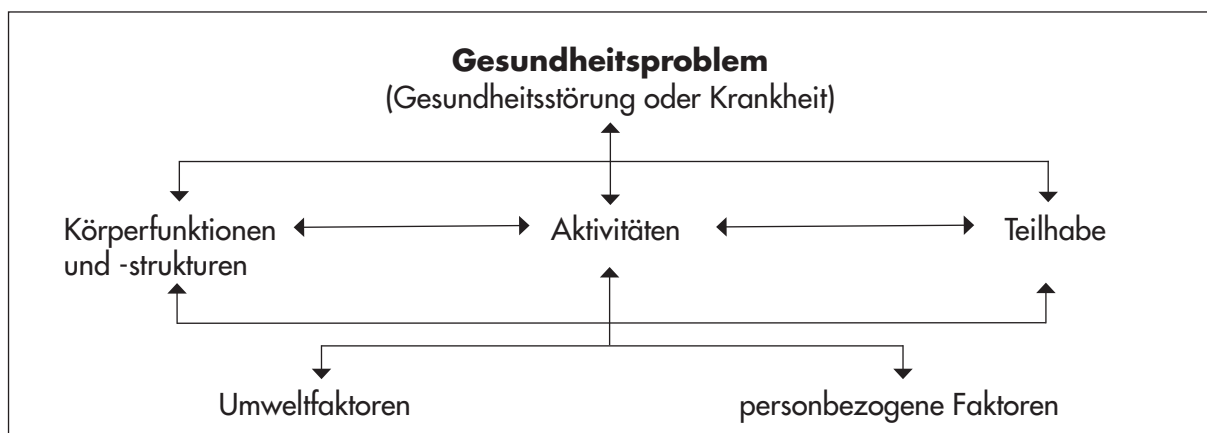 Gesundheitsproblem
(Gesundheitsstörung oder Krankheit)
Körperfunktionen
und -strukturen
Aktivitäten
Teilhabe
Umweltfaktoren
personbezogene Faktoren